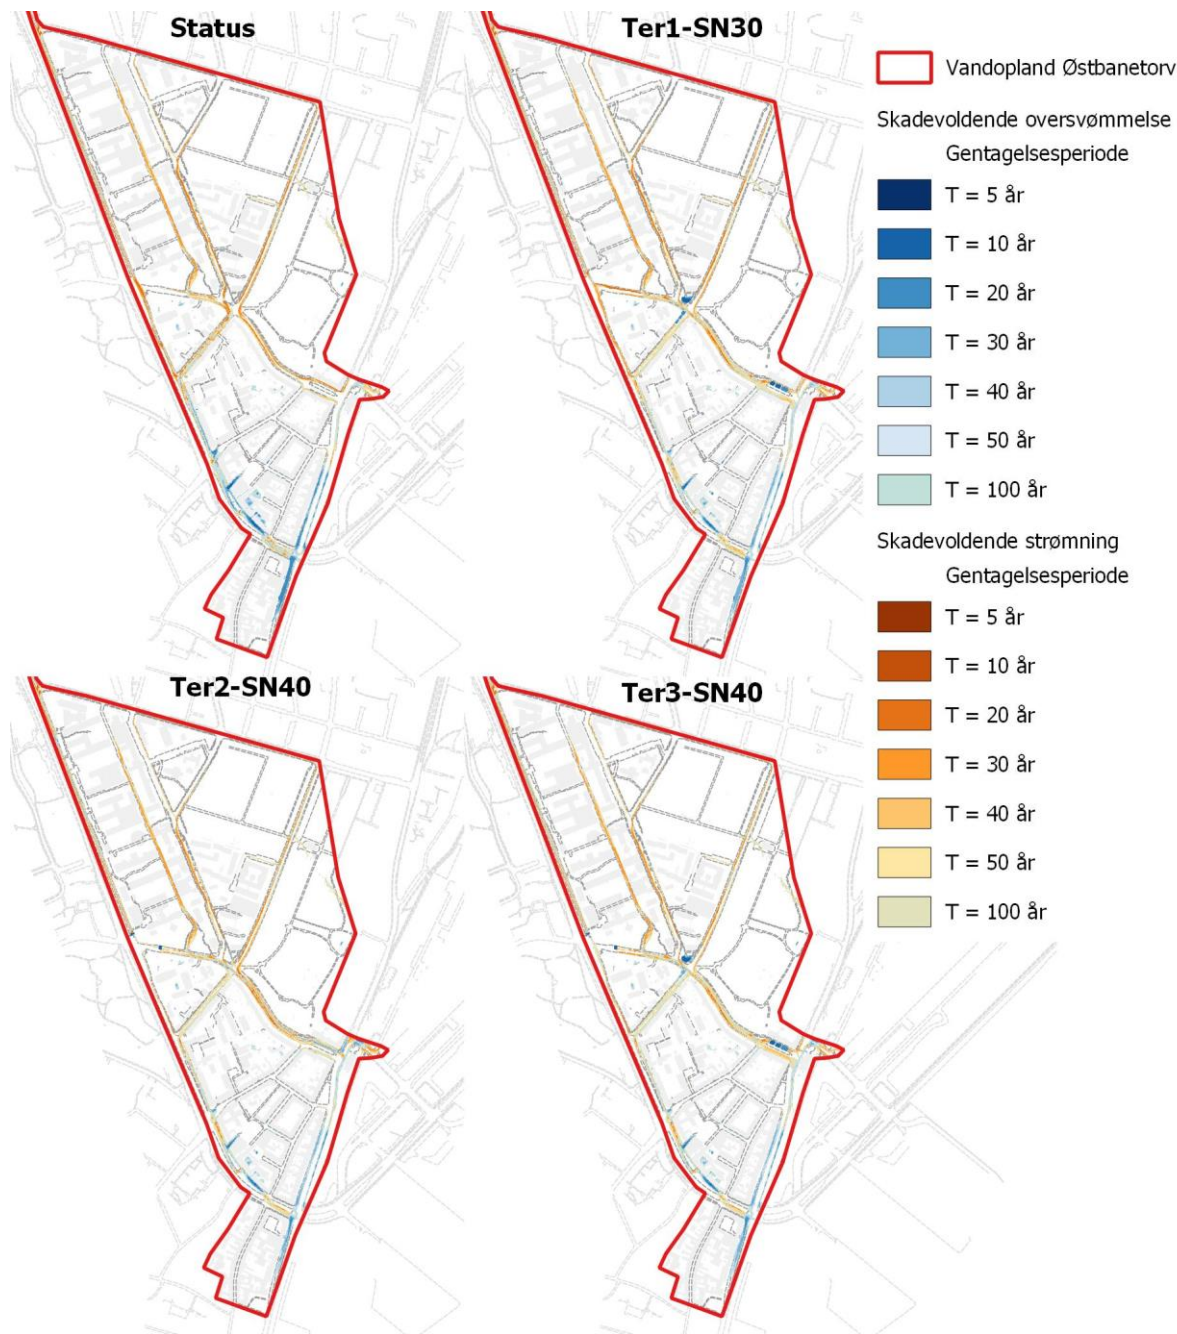 Status
Ter1-SN30
Ter2-SN40
Ter3-SN40
Vandopland Østbanetorv
Skadevoldende oversvømmelse
Gentagelsesperiode
T = 5 år
T = 10 år
T = 20 år
T = 30 år
T = 40 år
T = 50 år
T = 100 år
Skadevoldende strømning
Gentagelsesperiode
T = 5 år
T = 10 år
T = 20 år
T = 30 år
T = 40 år
T = 50 år
T = 100 år